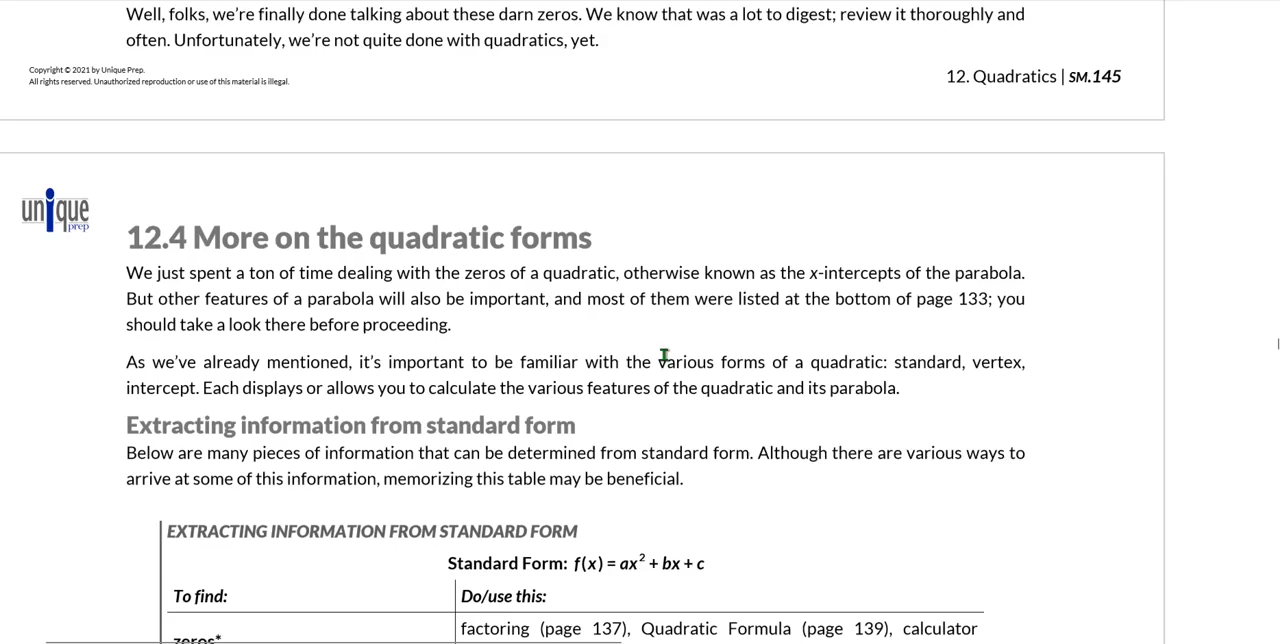 Well, folks, we're finally done talking about these darn zeros. We know that was a lot to digest; review it thoroughly and
often. Unfortunately, we're not quite done with quadratics, yet.
Copyright © 2021 by Unique Prep.
All rights reserved. Unauthorized reproduction or use of this material is illegal.
12. Quadratics | SM.145
unique
prep
12.4 More on the quadratic forms
We just spent a ton of time dealing with the zeros of a quadratic, otherwise known as the x-intercepts of the parabola.
But other features of a parabola will also be important, and most of them were listed at the bottom of page 133; you
should take a look there before proceeding.
As we've already mentioned, it's important to be familiar with the various forms of a quadratic: standard, vertex,
intercept. Each displays or allows you to calculate the various features of the quadratic and its parabola.
Extracting information from standard form
Below are many pieces of information that can be determined from standard form. Although there are various ways to
arrive at some of this information, memorizing this table may be beneficial.
EXTRACTING INFORMATION FROM STANDARD FORM
Standard Form: f(x) = ax² + bx + c
To find:
Do/use this:
zeros*
factoring (page 137), Quadratic Formula (page 139), calculator